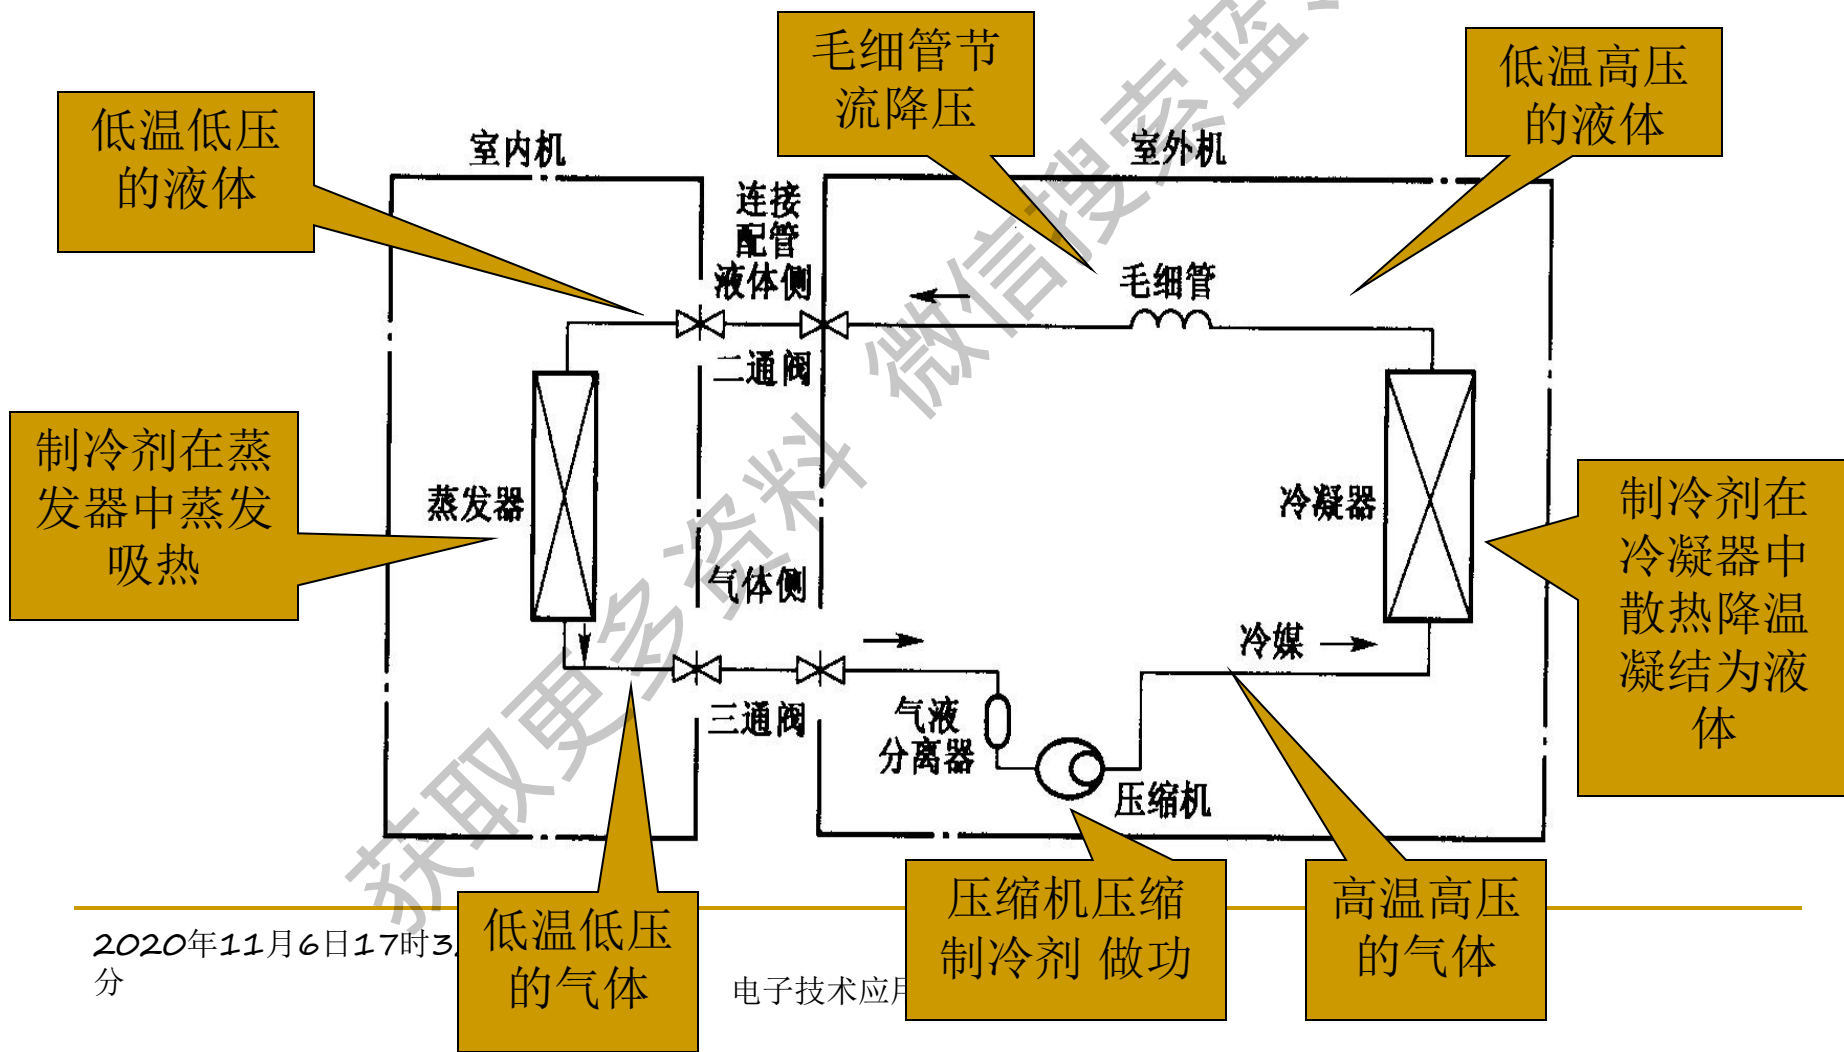 毛细管节
流降压
低温高压
的液体
低温低压
的液体
室内机
室外机
连接
配管
液体侧
毛细管
二通阀
制冷剂在蒸
发器中蒸发
吸热
蒸发器
冷凝器
制冷剂在
冷凝器中
散热降温
凝结为液
体
气体侧
冷媒
三通阀
气液
分离器
压缩机
低温低压
的气体
压缩机压缩
制冷剂 做功
高温高压
的气体
2020年11月6日17时3
分
电子技术应用
获取更多资料 微信搜索蓝